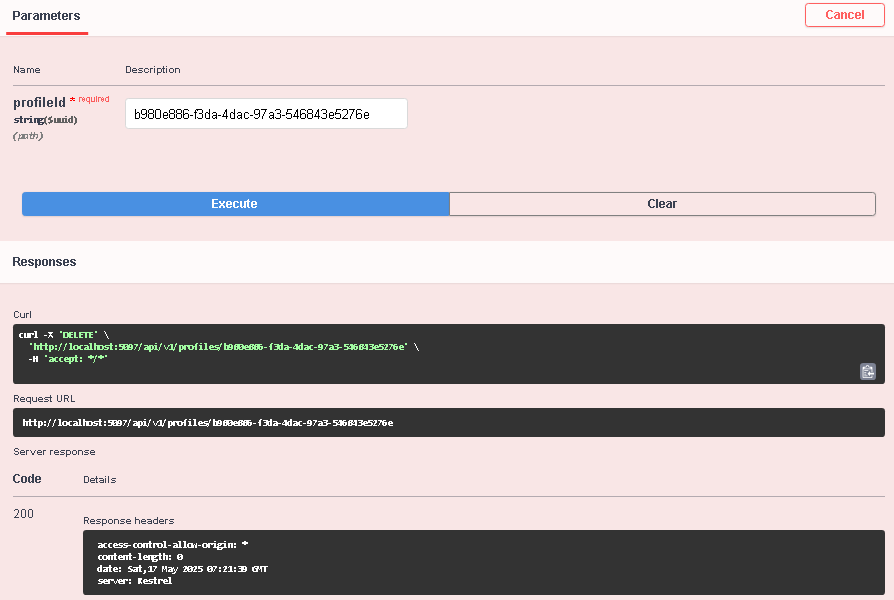 Parameters
Cancel
Name
Description
profileId * required
string($uuid)
(path)
b980e886-f3da-4dac-97a3-546843e5276e
Execute
Clear
Responses
Curl
curl -X 'DELETE' \
'http://localhost:5097/api/v1/profiles/b980e886-f3da-4dac-97a3-546843e5276e' \
-H 'accept: */*'
Request URL
http://localhost:5097/api/v1/profiles/b980e886-f3da-4dac-97a3-546843e5276e
Server response
Code
Details
200
Response headers
access-control-allow-origin: *
content-length: 0
date: Sat,17 May 2025 07:21:39 GMT
server: Kestrel